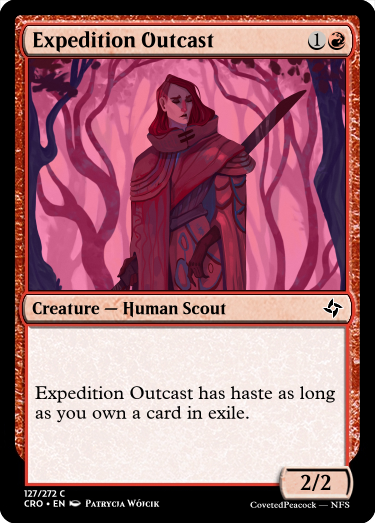 Expedition Outcast 1
Creature — Human Scout
Expedition Outcast has haste as long
as you own a card in exile.
2/2
127/272 C
CRO • EN Patrycja Wójcik
CovetedPeacock — NFS